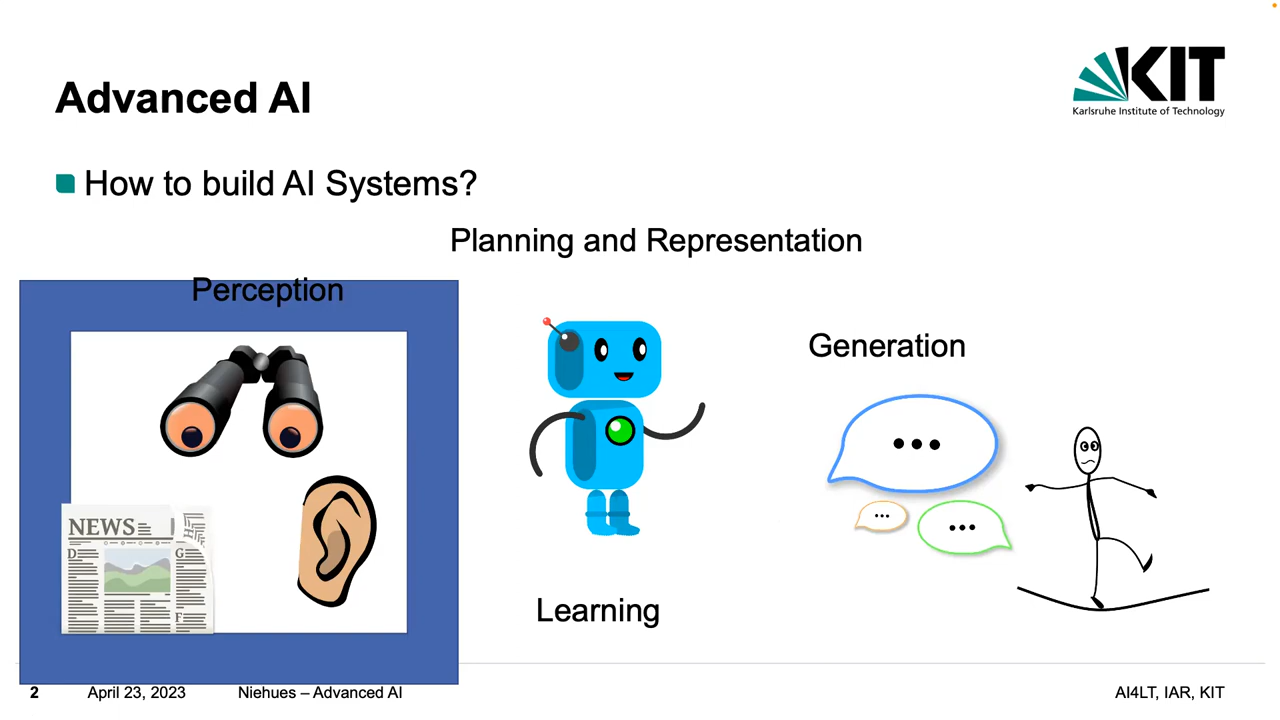 Advanced AI
KIT
Karlsruhe Institute of Technology
How to build AI Systems?
Planning and Representation
Perception
Generation
NEWS
D
G
F
Learning
2
April 23, 2023
Niehues – Advanced AI
AI4LT, IAR, KIT